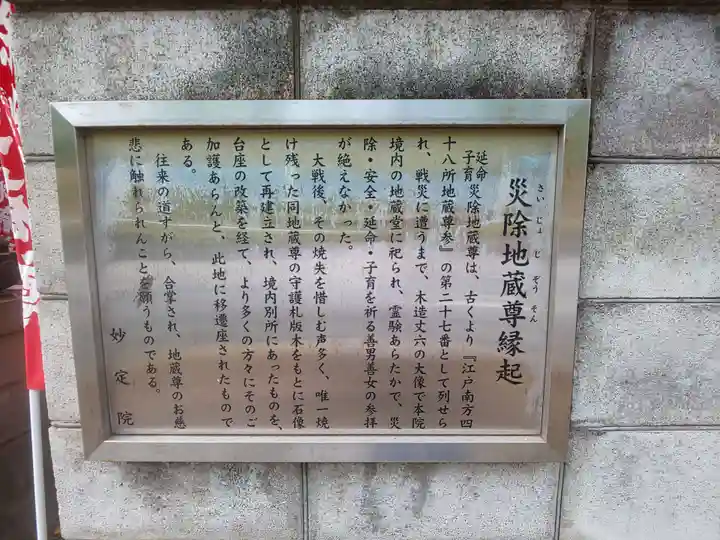 災除地蔵尊縁起
さいじょじぞうそん
延命
子育
災除地蔵尊は、古くより『江戸南方四
十八所地蔵尊参』の第二十七番として列せら
れ、戦災に遭うまで、木造丈六の大像で本院
境内の地蔵堂に祀られ、霊験あらたかで、災
除・安全・延命・子育を祈る善男善女の参拝
が絶えなかった。
大戦後、その焼失を惜しむ声多く、唯一焼
け残った同地蔵尊の守護札版木をもとに石像
として再建立され、境内別所にあったものを、
台座の改築を経て、より多くの方々にそのご
加護あらんと、此地に移遷座されたもので
ある。
往来の道すがら、合掌され、地蔵尊のお慈
悲に触れられんことを願うものである。
妙定院